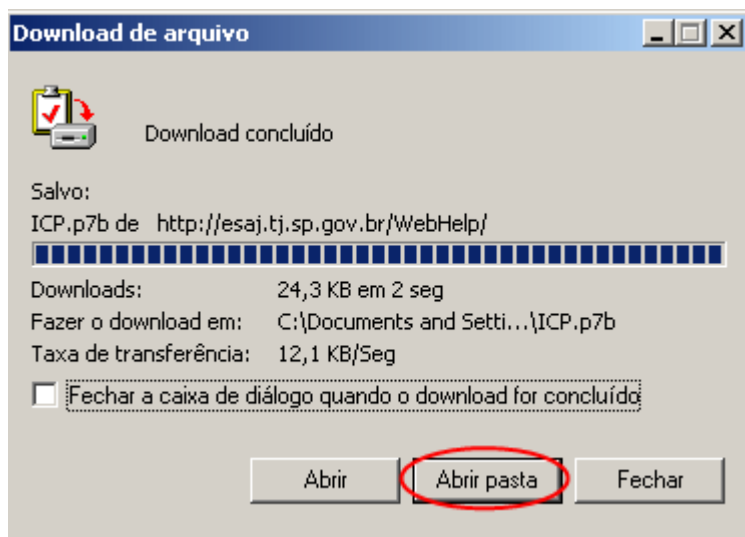 Download de arquivo
Download concluído
Salvo:
ICP.p7b de http://esaj.tj.sp.gov.br/WebHelp/
Downloads: 24,3 KB em 2 seg
Fazer o download em: C:\Documents and Setti...\ICP.p7b
Taxa de transferência: 12,1 KB/Seg
Fechar a caixa de diálogo quando o download for concluído
Abrir Abrir pasta Fechar